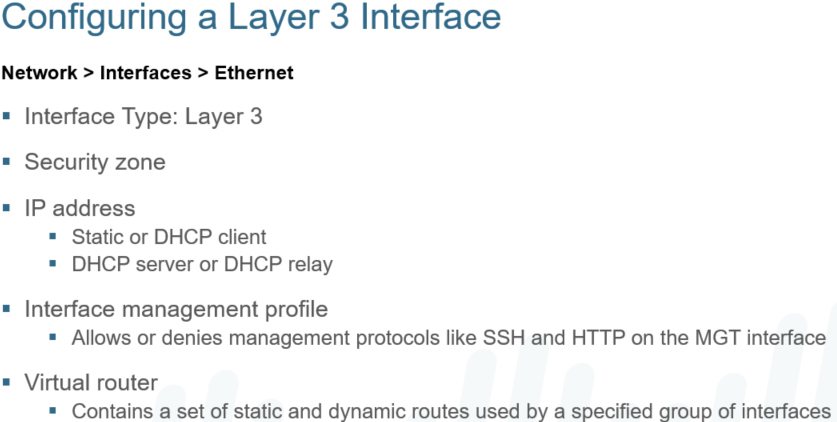 Configuring a Layer 3 Interface
Network > Interfaces > Ethernet
▪ Interface Type: Layer 3
▪ Security zone
▪ IP address
▪ Static or DHCP client
▪ DHCP server or DHCP relay
▪ Interface management profile
▪ Allows or denies management protocols like SSH and HTTP on the MGT interface
▪ Virtual router
▪ Contains a set of static and dynamic routes used by a specified group of interfaces